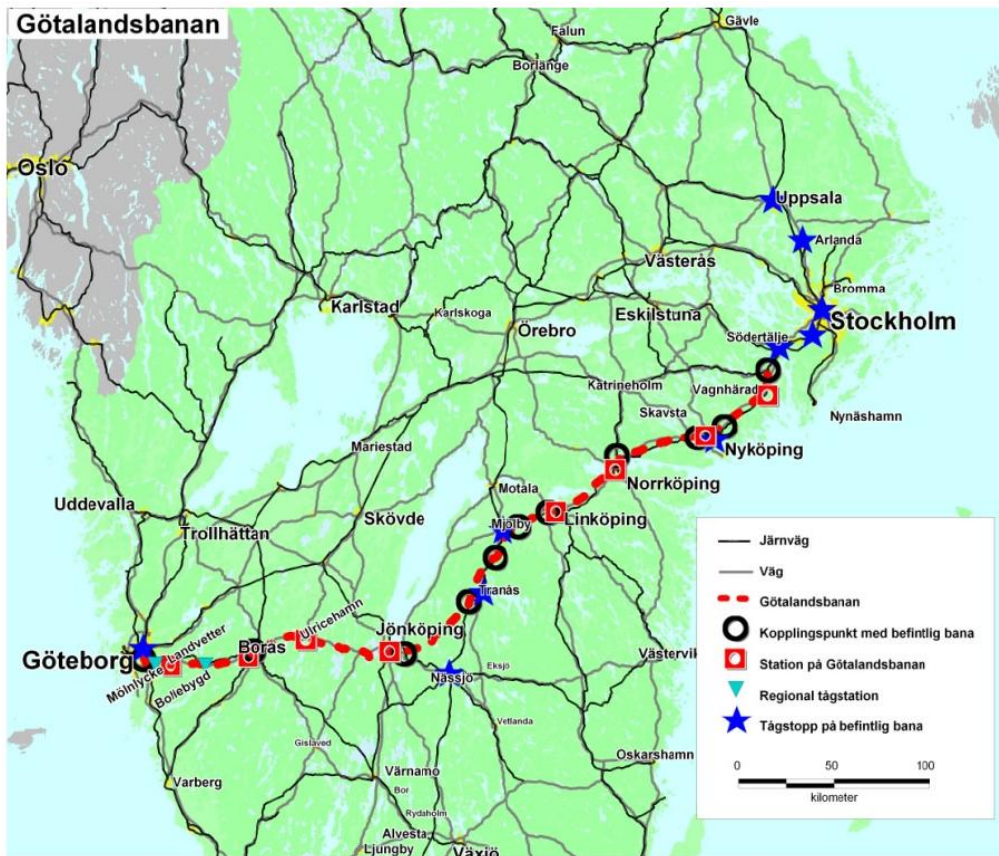 Götalandsbanan
Gävle
Falun
Borlänge
Oslo
Uppsala
Arlanda
Västerås
Bromma
Karlstad
Karlskoga
Eskilstuna
Stockholm
Örebro
Södertälje
Katrineholm
Vagnhärad
Nynäshamn
Skavsta
Mariestad
Nyköping
Norrköping
Motala
Uddevalla
Skövde
Linköping
Trollhättan
Mjölby
Tranås
Ulricehamn
Jönköping
Landvetter
Borås
Göteborg
Mölnlycke
Bollebygd
Västervik
Eksjö
Nässjö
Vetlanda
Gislaved
Oskarshamn
Värnamo
Varberg
Bor
Rydaholm
Alvesta
Ljungby
Växjö
Järnväg
Väg
Götalandsbanan
Kopplingspunkt med befintlig bana
Station på Götalandsbanan
Regional tågstation
Tågstopp på befintlig bana
0 50 100
kilometer